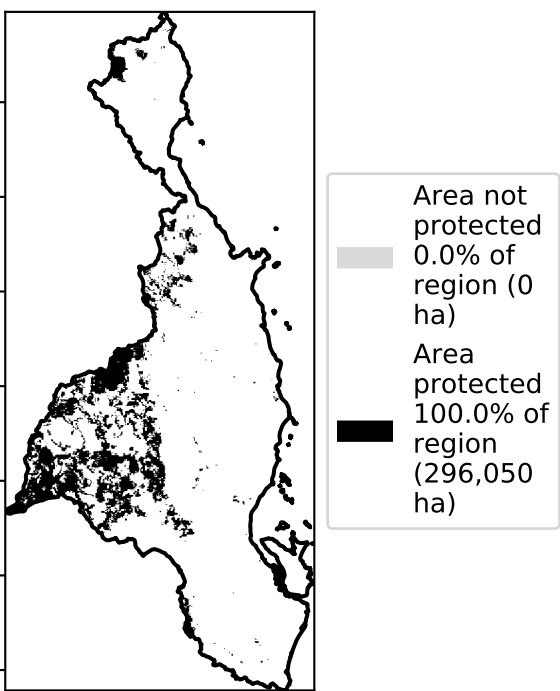 Area not
protected
0.0% of
region (0
ha)
Area
protected
100.0% of
region
(296,050
ha)